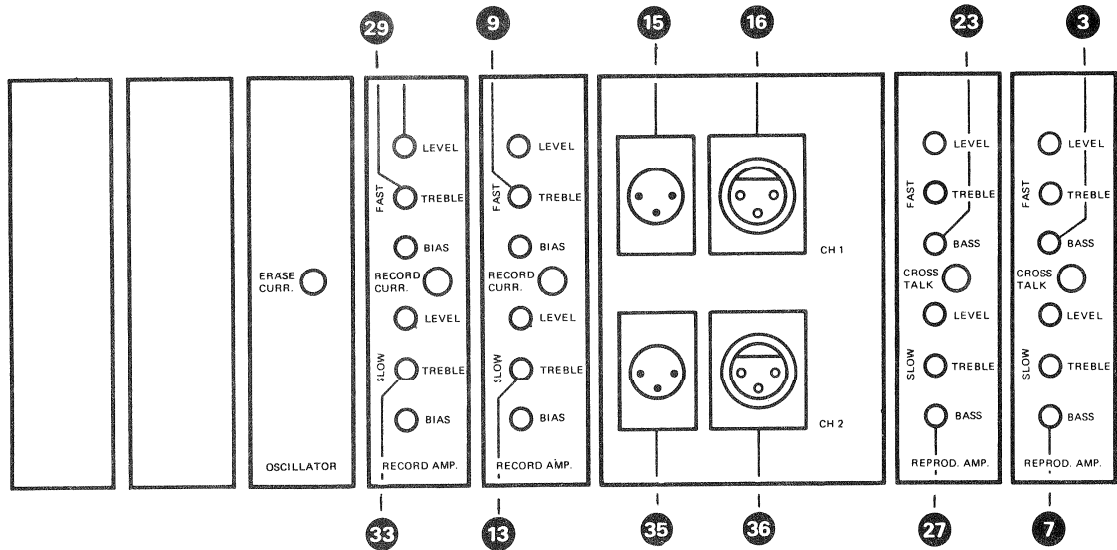 29 9 15 16 23 3
ERASE
CURR.
OSCILLATOR
FAST
LEVEL
TREBLE
BIAS
RECORD
CURR.
SLOW
LEVEL
TREBLE
BIAS
RECORD AMP.
FAST
LEVEL
TREBLE
BIAS
RECORD
CURR.
SLOW
LEVEL
TREBLE
BIAS
RECORD AMP.
CH 1
CH 2
FAST
LEVEL
TREBLE
BASS
CROSS
TALK
SLOW
LEVEL
TREBLE
BASS
REPROD. AMP.
FAST
LEVEL
TREBLE
BASS
CROSS
TALK
SLOW
LEVEL
TREBLE
BASS
REPROD. AMP.
33 13 35 36 27 7